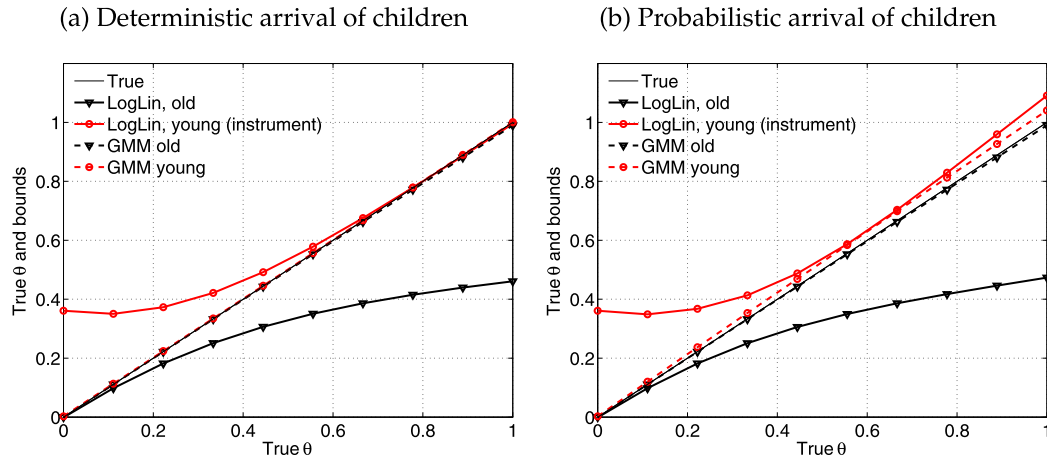 (a) Deterministic arrival of children
True θ and bounds
1
0.8
0.6
0.4
0.2
0
True
LogLin, old
LogLin, young (instrument)
GMM old
GMM young
0 0.2 0.4 0.6 0.8 1
True θ
(b) Probabilistic arrival of children
True θ and bounds
1
0.8
0.6
0.4
0.2
0
True
LogLin, old
LogLin, young (instrument)
GMM old
GMM young
0 0.2 0.4 0.6 0.8 1
True θ